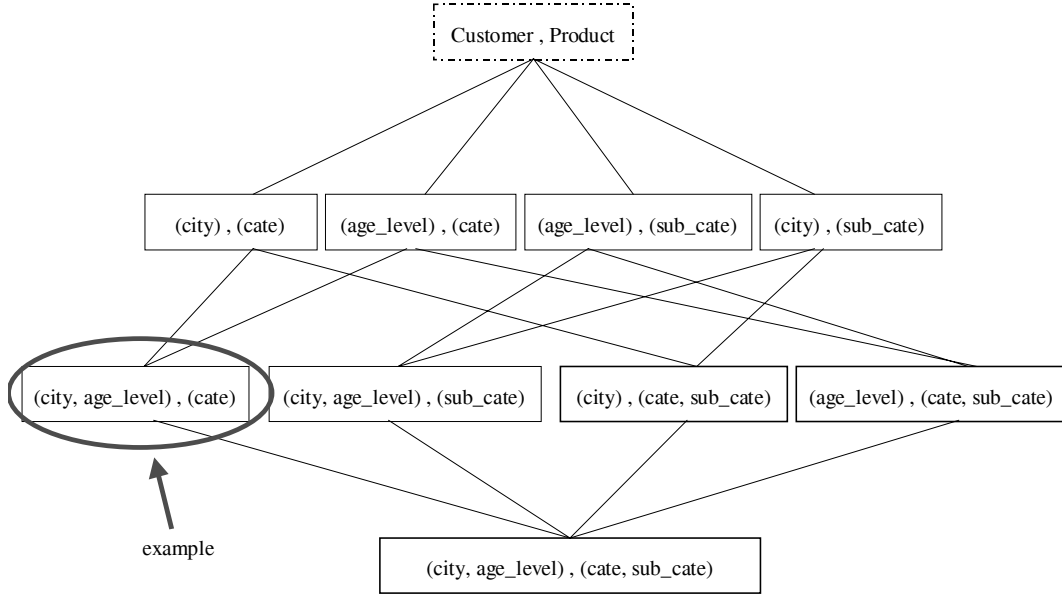 Customer , Product
(city) , (cate)
(age_level) , (cate)
(age_level) , (sub_cate)
(city) , (sub_cate)
(city, age_level) , (cate)
(city, age_level) , (sub_cate)
(city) , (cate, sub_cate)
(age_level) , (cate, sub_cate)
example
(city, age_level) , (cate, sub_cate)